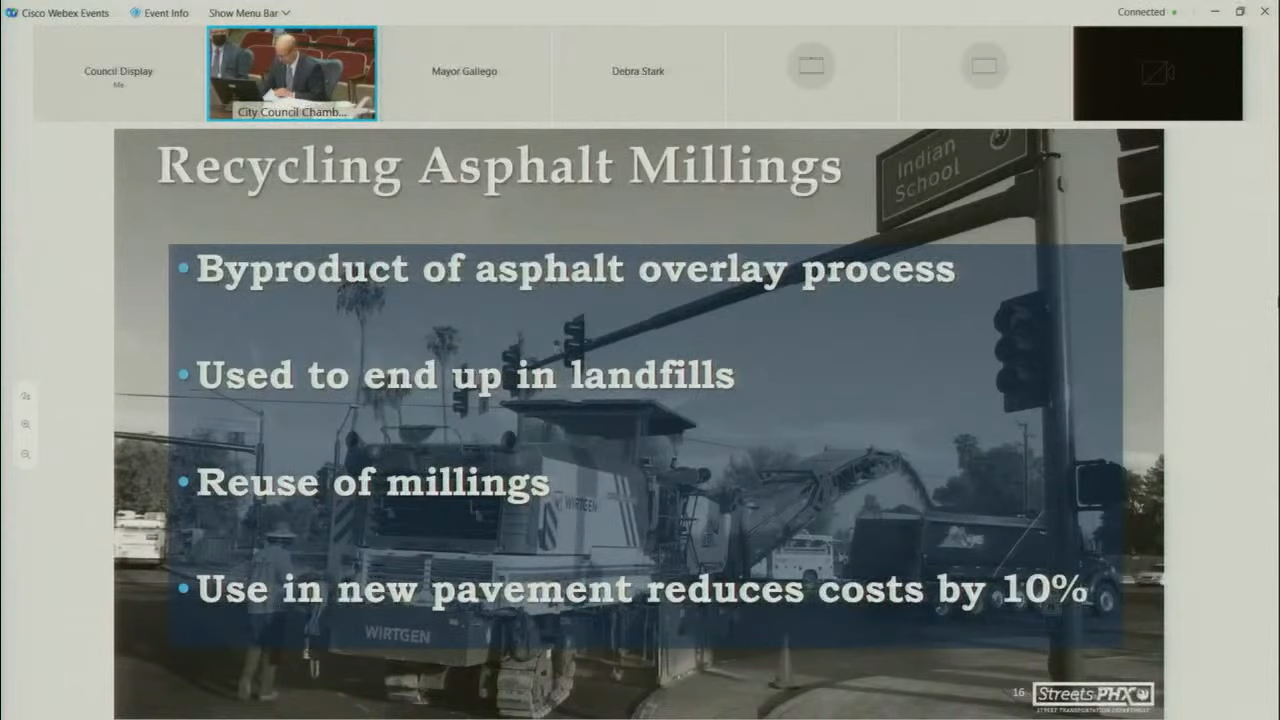 Cisco Webex Events
Event Info
Show Menu Bar
Connected
Council Display
Me
City Council Chamb...
Mayor Gallego
Debra Stark
Recycling Asphalt Millings
Indian
School
• Byproduct of asphalt overlay process
• Used to end up in landfills
• Reuse of millings
WIRTGEN
• Use in new pavement reduces costs by 10%
WIRTGEN
16
StreetsPHX
STREET TRANSPORTATION DEPARTMENT